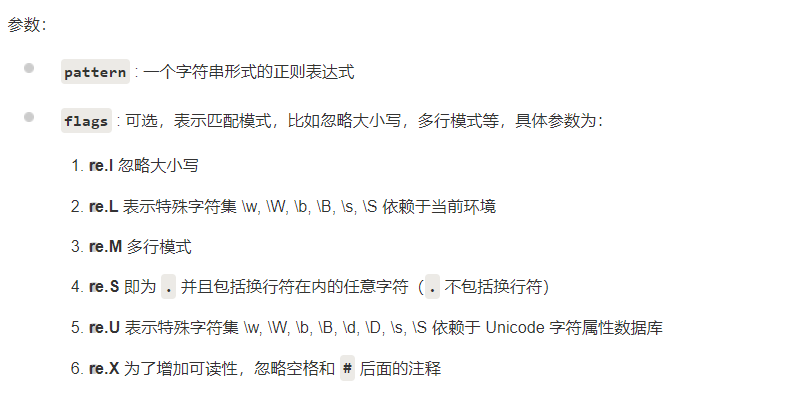 参数：
pattern : 一个字符串形式的正则表达式
flags : 可选，表示匹配模式，比如忽略大小写，多行模式等，具体参数为：
1. re.I 忽略大小写
2. re.L 表示特殊字符集 \w, \W, \b, \B, \s, \S 依赖于当前环境
3. re.M 多行模式
4. re.S 即为 . 并且包括换行符在内的任意字符（. 不包括换行符）
5. re.U 表示特殊字符集 \w, \W, \b, \B, \d, \D, \s, \S 依赖于 Unicode 字符属性数据库
6. re.X 为了增加可读性，忽略空格和 # 后面的注释